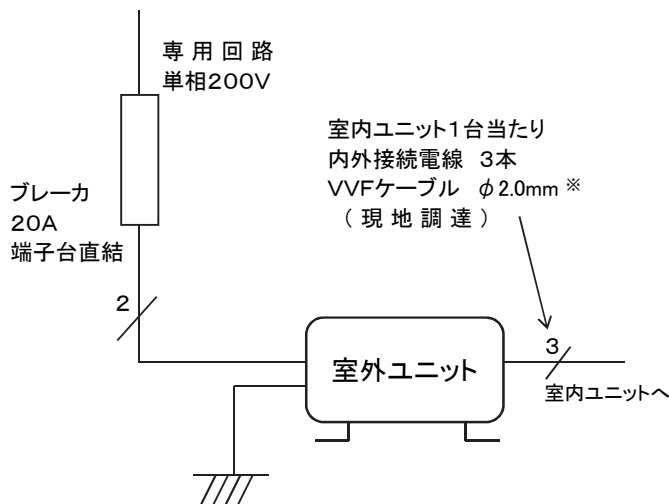 専用回路
単相200V
室内ユニット1台当たり
内外接続電線 3本
VVFケーブル φ2.0mm ※
(現地調達)
ブレーカ
20A
端子台直結
2
3
室外ユニット
室内ユニットへ